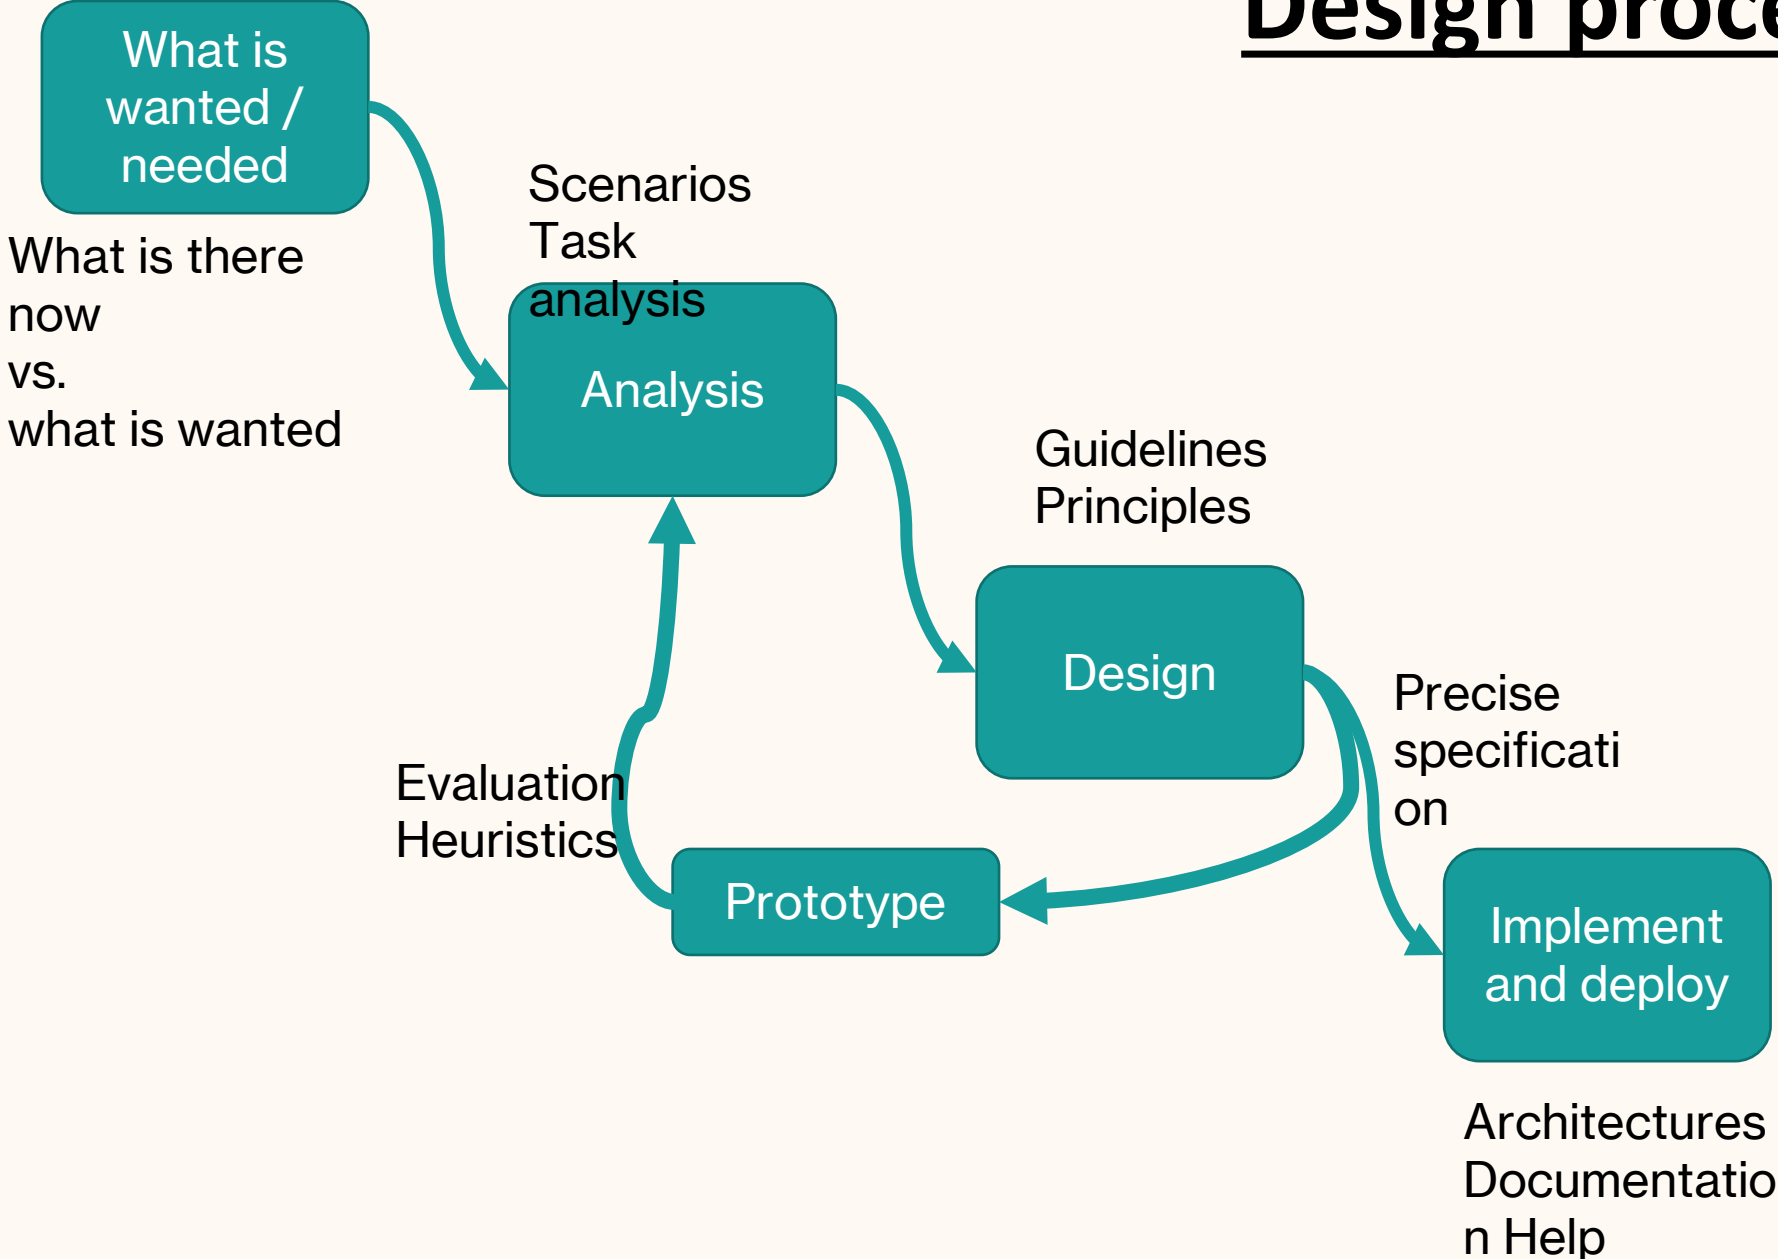 Design proce
What is
wanted /
needed
What is there
now
vs.
what is wanted
Scenarios
Task
analysis
Analysis
Guidelines
Principles
Design
Precise
specificati
on
Evaluation
Heuristics
Prototype
Implement
and deploy
Architectures
Documentatio
n Help